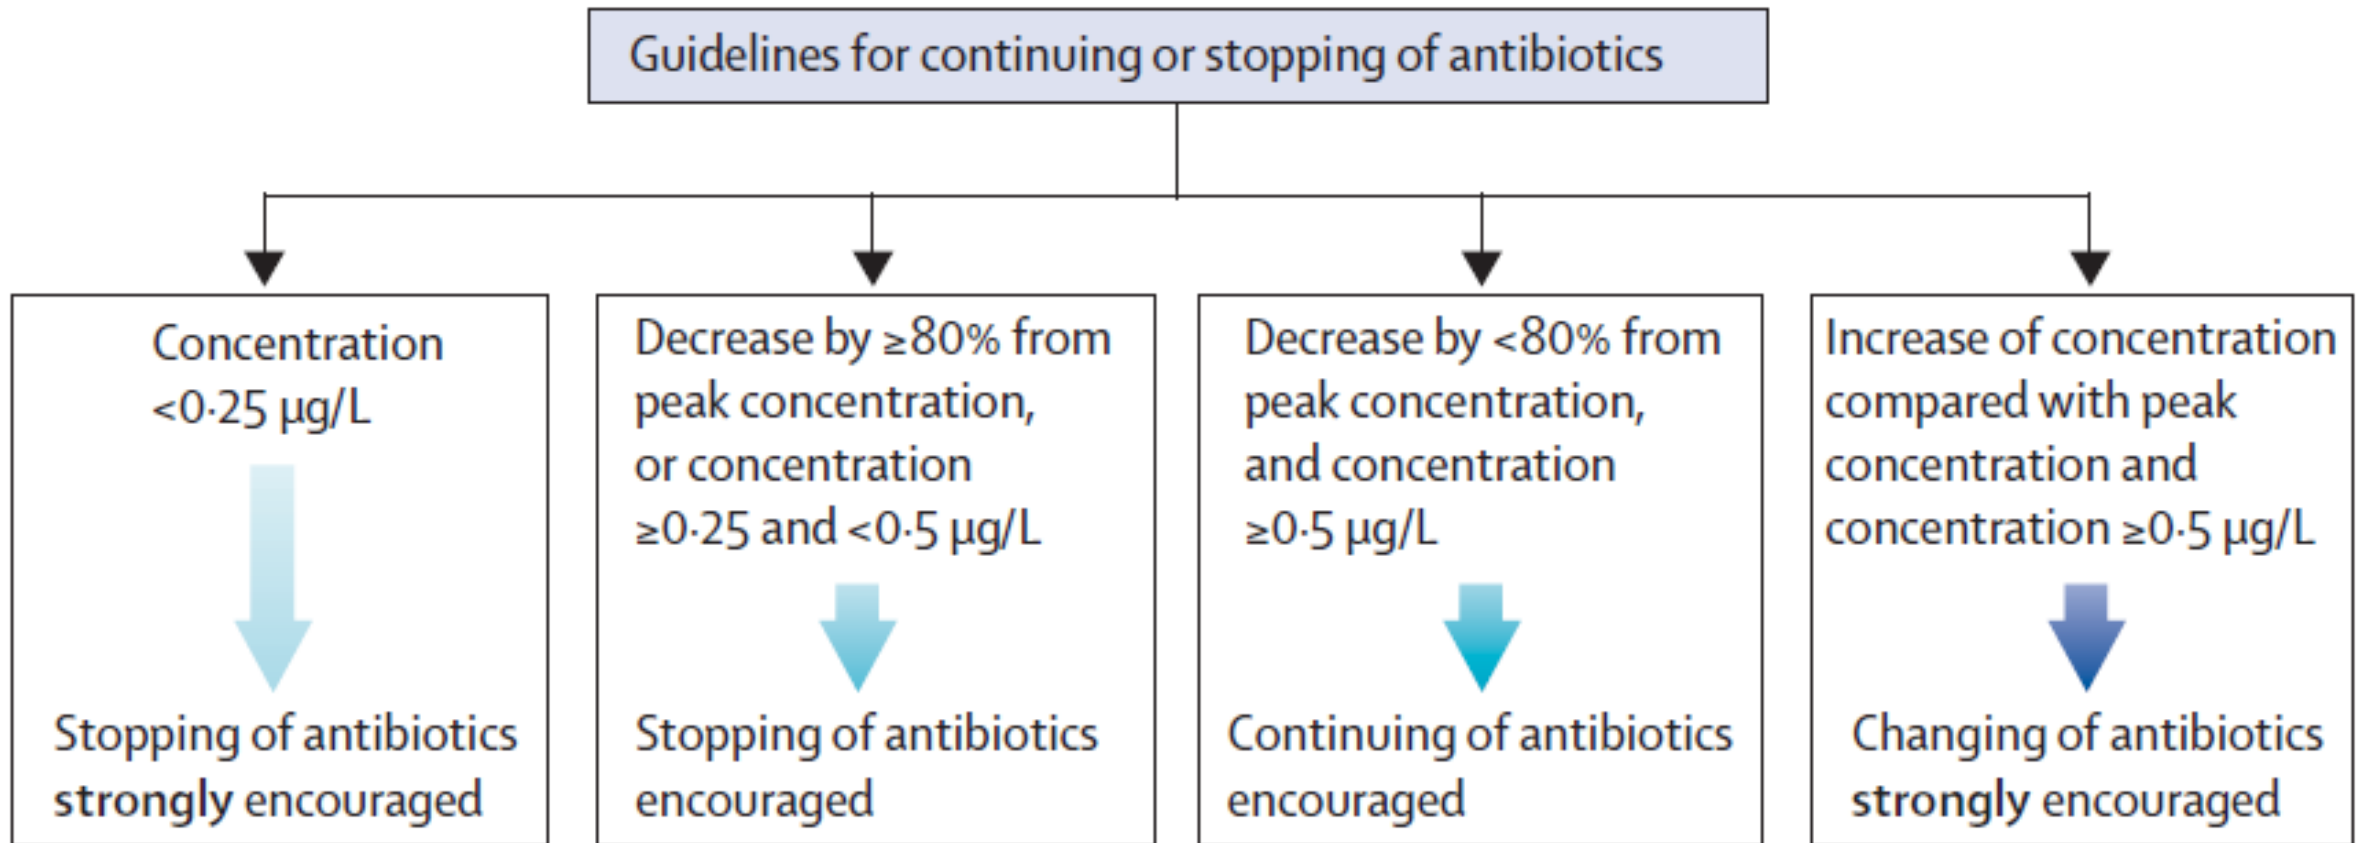 Guidelines for continuing or stopping of antibiotics
Concentration
<0·25 µg/L
Stopping of antibiotics
strongly encouraged
Decrease by ≥80% from
peak concentration,
or concentration
≥0·25 and <0·5 µg/L
Stopping of antibiotics
encouraged
Decrease by <80% from
peak concentration,
and concentration
≥0·5 µg/L
Continuing of antibiotics
encouraged
Increase of concentration
compared with peak
concentration and
concentration ≥0·5 µg/L
Changing of antibiotics
strongly encouraged